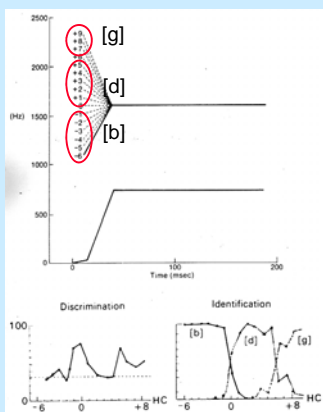 2500
2000
(Hz)
1500
1000
500
0
+9
+8
+7
+6
+5
+4
+3
+2
+1
0
-1
-2
-3
-4
-5
-6
[g]
[d]
[b]
0 100 200
Time (msec)
Discrimination
100
0
-6 0 +8 HC
Identification
[b] [d] [g]
-6 0 +8 HC